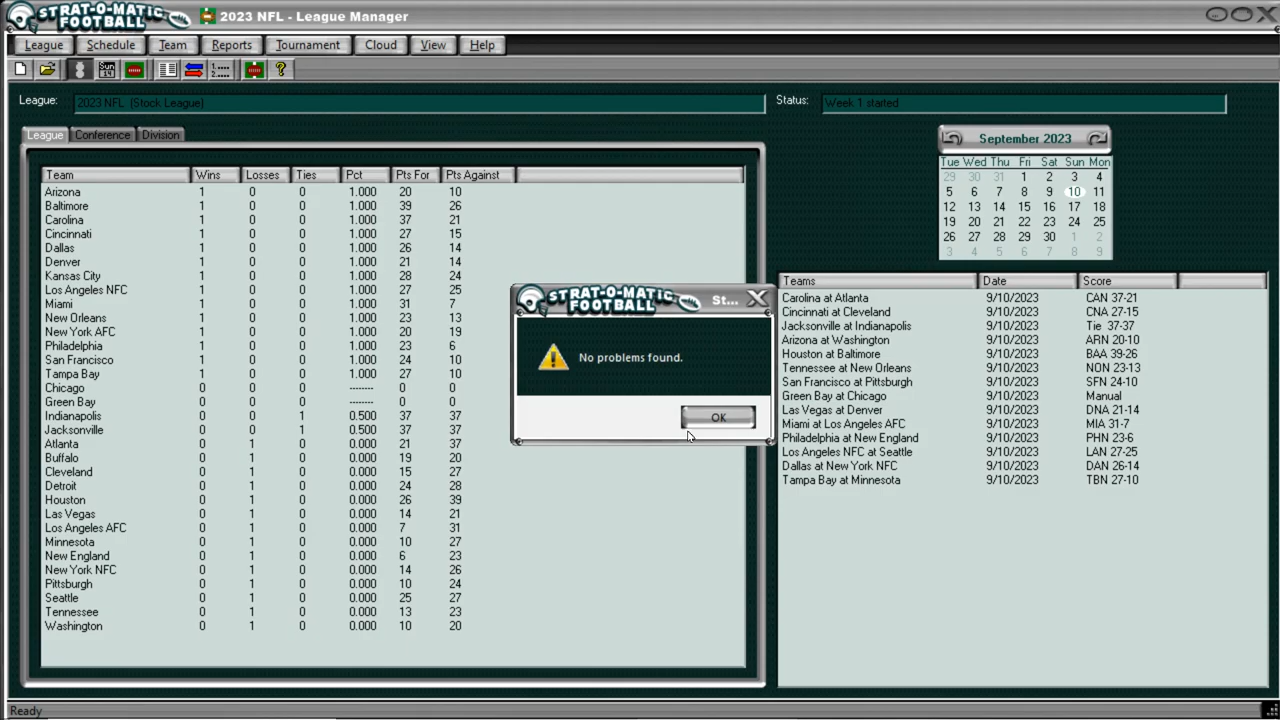 STRAT-O-MATIC FOOTBALL 2023 NFL - League Manager
League Schedule Team Reports Tournament Cloud View Help
League: 2023 NFL (Stock League) Status: Week 1 started
League Conference Division
Team Wins Losses Ties Pct Pts For Pts Against
Arizona 1 0 0 1.000 20 10
Baltimore 1 0 0 1.000 39 26
Carolina 1 0 0 1.000 37 21
Cincinnati 1 0 0 1.000 27 15
Dallas 1 0 0 1.000 26 14
Denver 1 0 0 1.000 21 14
Kansas City 1 0 0 1.000 28 24
Los Angeles NFC 1 0 0 1.000 27 25
Miami 1 0 0 1.000 31 7
New Orleans 1 0 0 1.000 23 13
New York AFC 1 0 0 1.000 20 19
Philadelphia 1 0 0 1.000 23 6
San Francisco 1 0 0 1.000 24 10
Tampa Bay 1 0 0 1.000 27 10
Chicago 0 0 0 -------- 0 0
Green Bay 0 0 0 -------- 0 0
Indianapolis 0 0 1 0.500 37 37
Jacksonville 0 0 1 0.500 37 37
Atlanta 0 1 0 0.000 21 37
Buffalo 0 1 0 0.000 19 20
Cleveland 0 1 0 0.000 15 27
Detroit 0 1 0 0.000 24 28
Houston 0 1 0 0.000 26 39
Las Vegas 0 1 0 0.000 14 21
Los Angeles AFC 0 1 0 0.000 7 31
Minnesota 0 1 0 0.000 10 27
New England 0 1 0 0.000 6 23
New York NFC 0 1 0 0.000 14 26
Pittsburgh 0 1 0 0.000 10 24
Seattle 0 1 0 0.000 25 27
Tennessee 0 1 0 0.000 13 23
Washington 0 1 0 0.000 10 20
STRAT-O-MATIC FOOTBALL St...
No problems found.
OK
September 2023
Tue Wed Thu Fri Sat Sun Mon
29 30 31 1 2 3 4
5 6 7 8 9 10 11
12 13 14 15 16 17 18
19 20 21 22 23 24 25
26 27 28 29 30 1 2
3 4 5 6 7 8 9
Teams Date Score
Carolina at Atlanta 9/10/2023 CAN 37-21
Cincinnati at Cleveland 9/10/2023 CNA 27-15
Jacksonville at Indianapolis 9/10/2023 Tie 37-37
Arizona at Washington 9/10/2023 ARN 20-10
Houston at Baltimore 9/10/2023 BAA 39-26
Tennessee at New Orleans 9/10/2023 NON 23-13
San Francisco at Pittsburgh 9/10/2023 SFN 24-10
Green Bay at Chicago 9/10/2023 Manual
Las Vegas at Denver 9/10/2023 DNA 21-14
Miami at Los Angeles AFC 9/10/2023 MIA 31-7
Philadelphia at New England 9/10/2023 PHN 23-6
Los Angeles NFC at Seattle 9/10/2023 LAN 27-25
Dallas at New York NFC 9/10/2023 DAN 26-14
Tampa Bay at Minnesota 9/10/2023 TBN 27-10
Ready